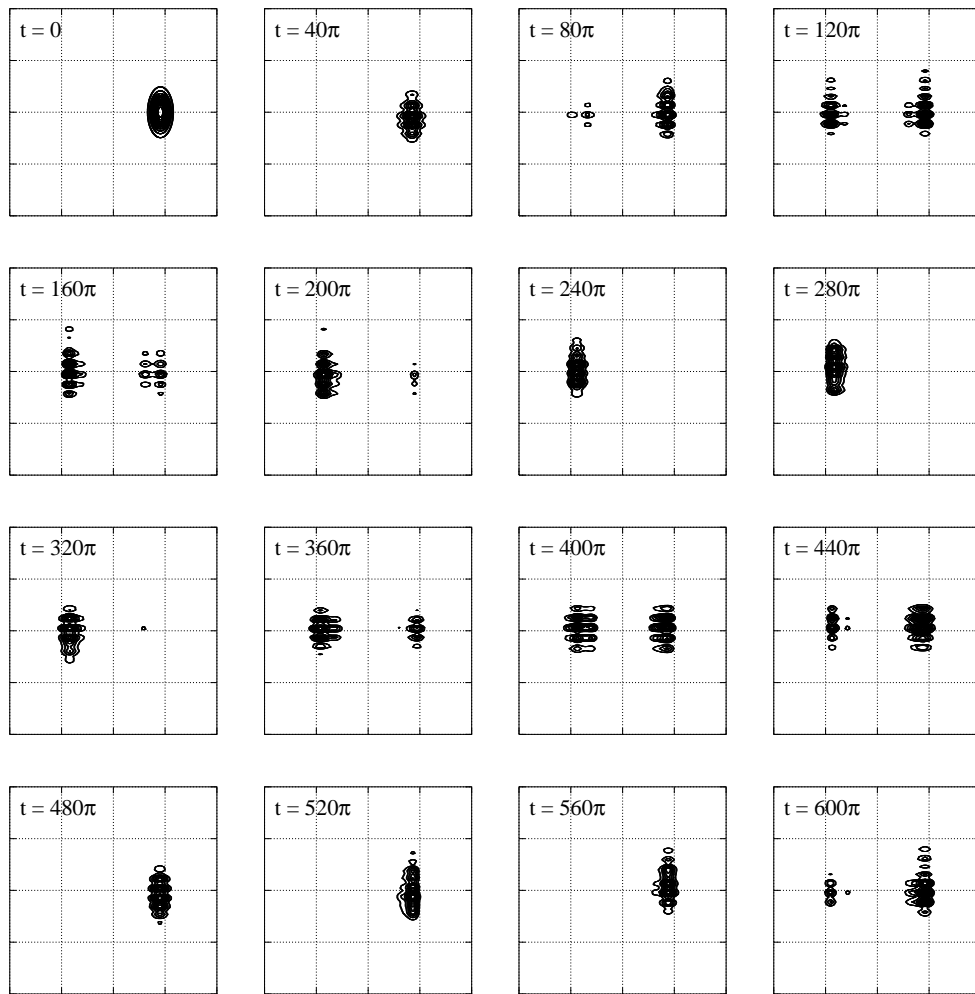 t = 0
40π
80π
120π
t = 160π
t = 200π
t = 240π
280π
t = 320π
t = 360π
t = 400π
t = 440π
t = 480π
t = 520π
t = 560π
t = 600π